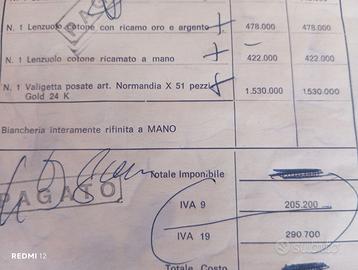 N. 1 Lenzuolo cotone con ricamo oro e argento 478.000 478.000
N. 1 Lenzuolo cotone ricamato a mano 422.000 422.000
N. 1 Valigetta posate art. Normandia X 51 pezzi 1.530.000 1.530.000
Gold 24 K
Biancheria interamente rifinita a MANO
Totale Imponibile
PAGATO
IVA 9 205.200
IVA 19 290.700
Totale Costo
REDMI 12
subito